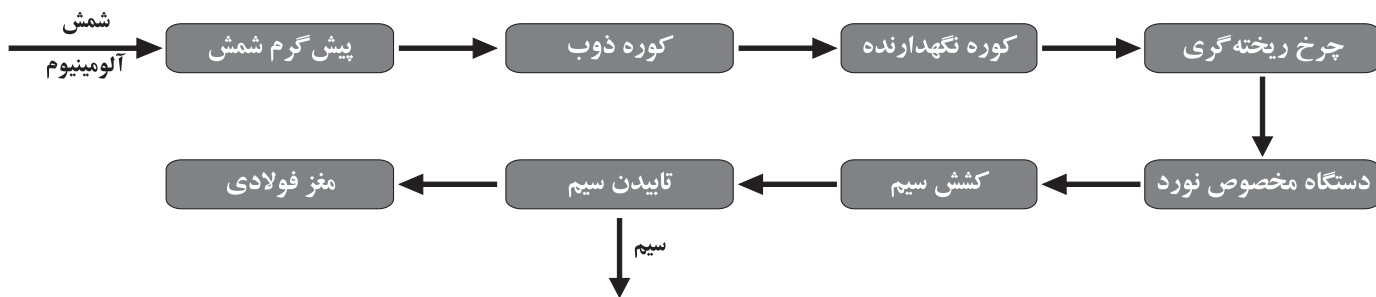 شمش
آلومینیوم
پیش‌گرم شمش
کوره ذوب
کوره نگهدارنده
چرخ ریخته‌گری
دستگاه مخصوص نورد
کشش سیم
تابیدن سیم
مغز فولادی
سیم